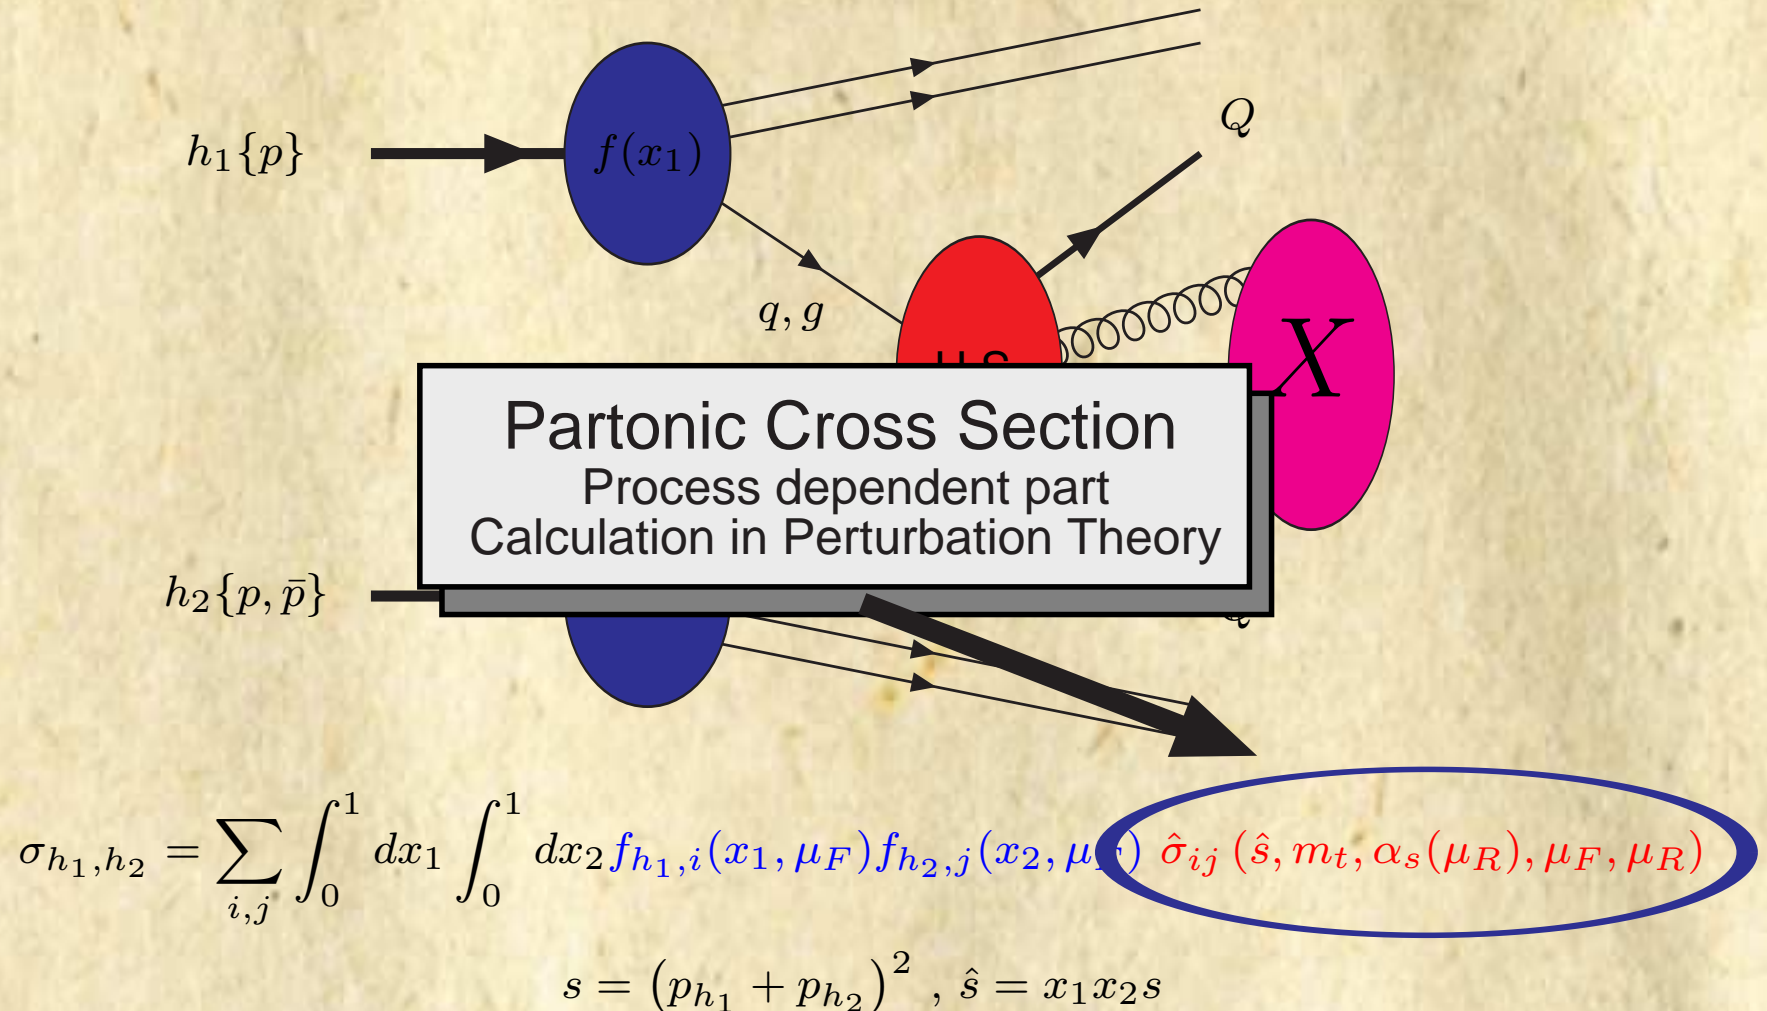 Q
h₁{p}
f(x₁)
q, g
X
Partonic Cross Section
Process dependent part
Calculation in Perturbation Theory
h₂{p, p̄}
σ_{h₁,h₂} = ∑_{i,j} ∫₀¹ dx₁ ∫₀¹ dx₂ f_{h₁,i}(x₁, μ_F) f_{h₂,j}(x₂, μ_F) σ̂_{ij} (ŝ, m_t, α_s(μ_R), μ_F, μ_R)
s = (p_{h₁} + p_{h₂})² , ŝ = x₁x₂s